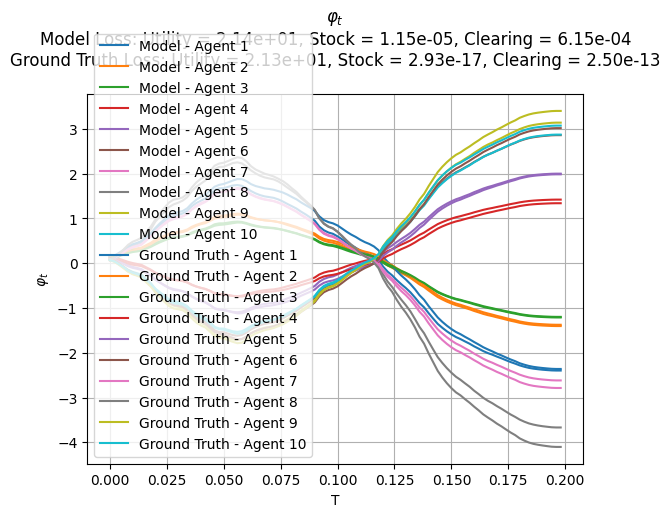 φₜ
Model Loss: Utility = 2.14e+01, Stock = 1.15e-05, Clearing = 6.15e-04
Ground Truth Loss: Utility = 2.13e+01, Stock = 2.93e-17, Clearing = 2.50e-13
Model - Agent 1
Model - Agent 2
Model - Agent 3
Model - Agent 4
Model - Agent 5
Model - Agent 6
Model - Agent 7
Model - Agent 8
Model - Agent 9
Model - Agent 10
Ground Truth - Agent 1
Ground Truth - Agent 2
Ground Truth - Agent 3
Ground Truth - Agent 4
Ground Truth - Agent 5
Ground Truth - Agent 6
Ground Truth - Agent 7
Ground Truth - Agent 8
Ground Truth - Agent 9
Ground Truth - Agent 10
3
2
1
0
−1
−2
−3
−4
φₜ
0.000 0.025 0.050 0.075 0.100 0.125 0.150 0.175 0.200
T